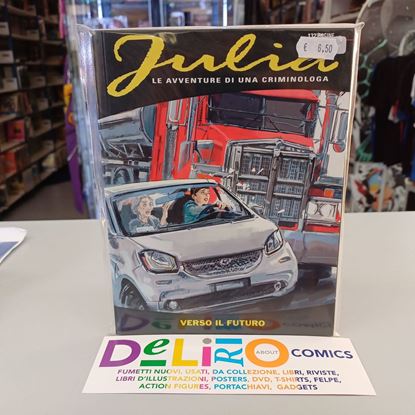 Julia
€ 6,50
LE AVVENTURE DI UNA CRIMINOLOGA
VERSO IL FUTURO
DeLiRiO ABOUT COMICS
FUMETTI NUOVI, USATI, DA COLLEZIONE, LIBRI, RIVISTE,
LIBRI D'ILLUSTRAZIONI, POSTERS, DVD, T-SHIRTS, FELPE,
ACTION FIGURES, PORTACHIAVI, GADGETS